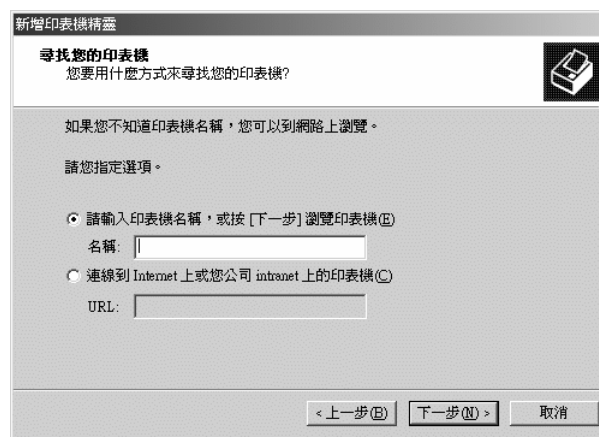 新增印表機精靈
尋找您的印表機
您要用什麼方式來尋找您的印表機?
如果您不知道印表機名稱,您可以到網路上瀏覽。
請您指定選項。
請輸入印表機名稱,或按 [下一步] 瀏覽印表機(E)
名稱:
連線到 Internet 上或您公司 intranet 上的印表機(C)
URL:
< 上一步(B) 下一步(N) > 取消